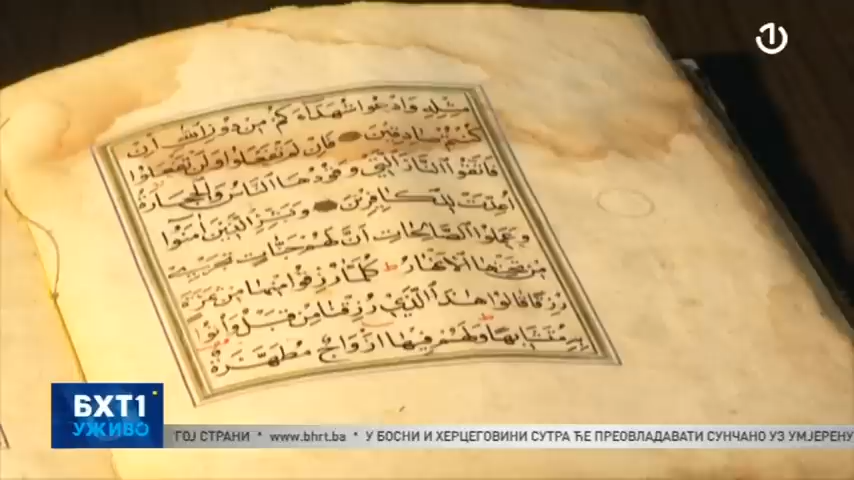 مثله وادعوا شهداءكم من دون الله ان
كنتم صادقين فان لم تفعلوا ولن تفعلوا
فاتقوا النار التي وقودها الناس والحجارة
اعدت للكافرين وبشر الذين امنوا
وعملوا الصالحات ان لهم جنات تجري
من تحتها الانهار ط كلما رزقوا منها من ثمرة
رزقا قالوا هذا الذي رزقنا من قبل واتوا
به متشابها ط ولهم فيها ازواج مطهرة
БХТ1
УЖИВО
ГОЈ СТРАНИ * www.bhrt.ba * У БОСНИ И ХЕРЦЕГОВИНИ СУТРА ЋЕ ПРЕОВЛАДАВАТИ СУНЧАНО УЗ УМЈЕРЕНУ